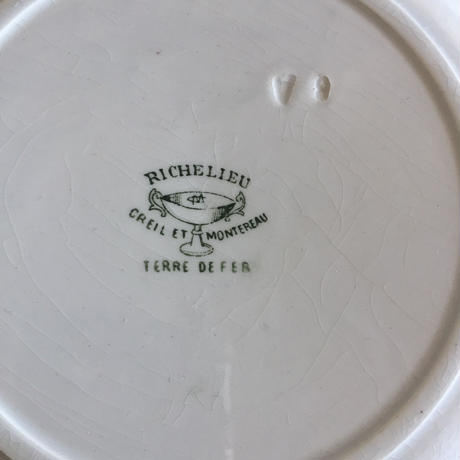 RICHELIEU
CREIL ET MONTEREAU
TERRE DE FER